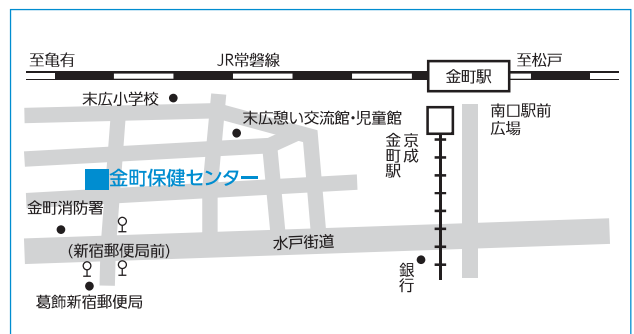 至亀有
JR常磐線
至松戸
金町駅
末広小学校
南口駅前
広場
末広憩い交流館・児童館
京成
金町駅
金町保健センター
金町消防署
水戸街道
(新宿郵便局前)
銀行
葛飾新宿郵便局